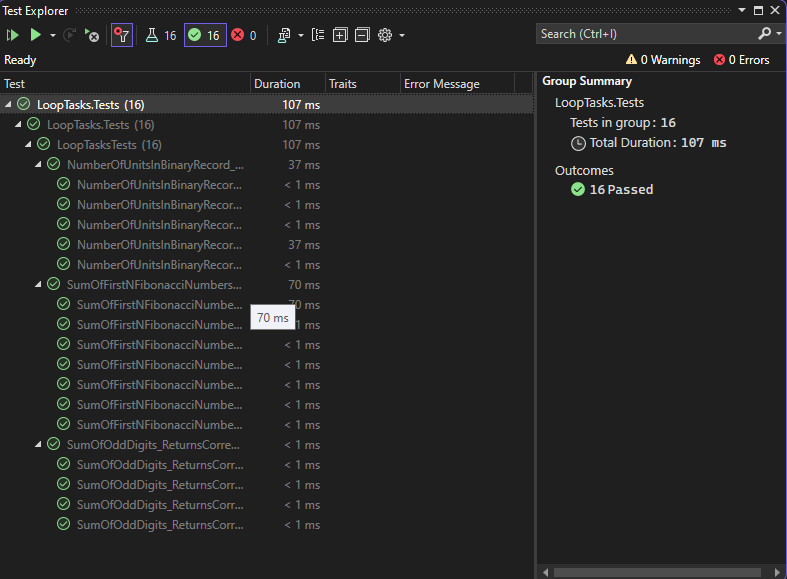 Test Explorer
16 16 0 Search (Ctrl+I)
Ready 0 Warnings 0 Errors
Test Duration Traits Error Message
LoopTasks.Tests (16) 107 ms
LoopTasks.Tests (16) 107 ms
LoopTasksTests (16) 107 ms
NumberOfUnitsInBinaryRecord_... 37 ms
NumberOfUnitsInBinaryRecor... < 1 ms
NumberOfUnitsInBinaryRecor... < 1 ms
NumberOfUnitsInBinaryRecor... < 1 ms
NumberOfUnitsInBinaryRecor... 37 ms
NumberOfUnitsInBinaryRecor... < 1 ms
SumOfFirstNFibonacciNumbers... 70 ms
SumOfFirstNFibonacciNumbe... 70 ms
70 ms
SumOfFirstNFibonacciNumbe... 1 ms
SumOfFirstNFibonacciNumbe... < 1 ms
SumOfFirstNFibonacciNumbe... < 1 ms
SumOfFirstNFibonacciNumbe... < 1 ms
SumOfFirstNFibonacciNumbe... < 1 ms
SumOfFirstNFibonacciNumbe... < 1 ms
SumOfOddDigits_ReturnsCorre... < 1 ms
SumOfOddDigits_ReturnsCorr... < 1 ms
SumOfOddDigits_ReturnsCorr... < 1 ms
SumOfOddDigits_ReturnsCorr... < 1 ms
SumOfOddDigits_ReturnsCorr... < 1 ms
Group Summary
LoopTasks.Tests
Tests in group: 16
Total Duration: 107 ms
Outcomes
16 Passed